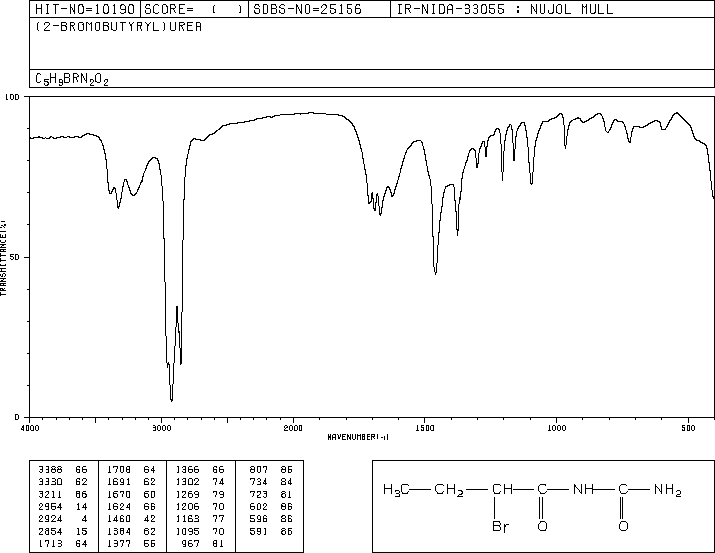 HIT-NO=10190 SCORE= ( ) SDBS-NO=25156 IR-NIDA-33055 : NUJOL MULL
(2-BROMOBUTYRYL)UREA
C5H9BRN2O2
100
50
0
TRANSMITTANCE(%)
4000 3000 2000 1500 1000 500
WAVENUMBER(-1)
3388 66 1708 64 1366 66 807 86
3330 62 1691 62 1302 74 734 84
3211 86 1670 60 1269 79 723 81
2964 14 1624 66 1206 70 602 86
2924 4 1460 42 1163 77 596 86
2854 15 1384 62 1095 70 591 86
1713 64 1377 55 967 81
H3C CH2 CH C NH C NH2
Br O O